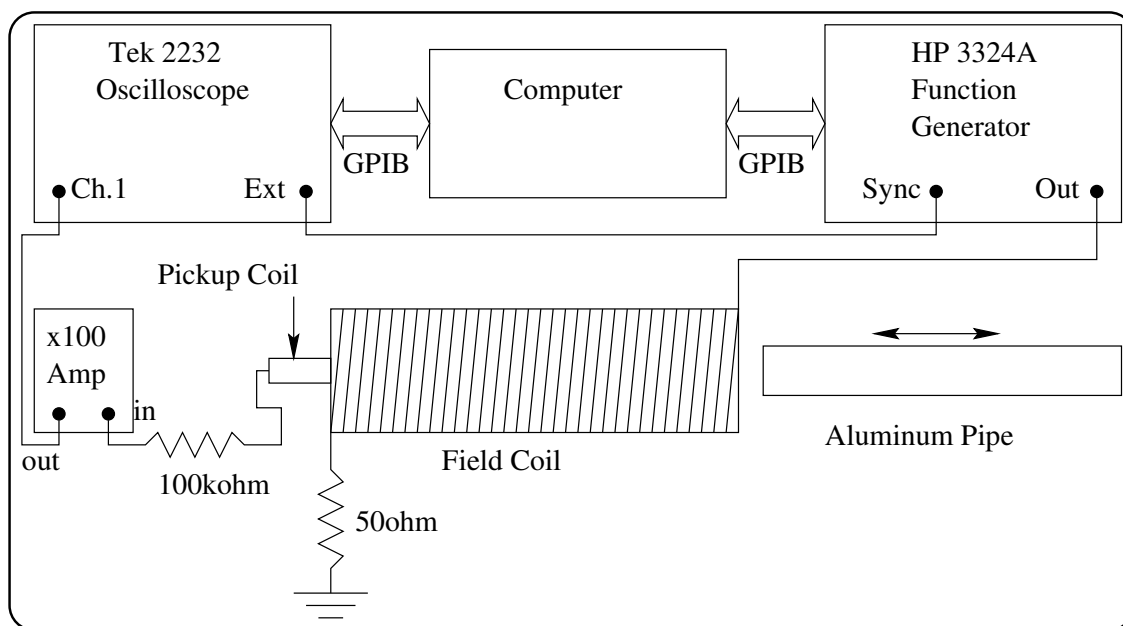 Tek 2232
Oscilloscope
Computer
HP 3324A
Function
Generator
GPIB
GPIB
Ch.1
Ext
Sync
Out
Pickup Coil
x100
Amp
in
out
100kohm
Field Coil
50ohm
Aluminum Pipe